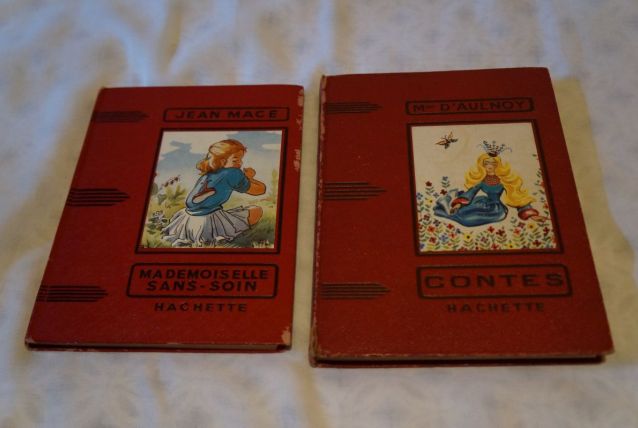 JEAN MACÉ
MADEMOISELLE
SANS-SOIN
HACHETTE
Mme D'AULNOY
CONTES
HACHETTE